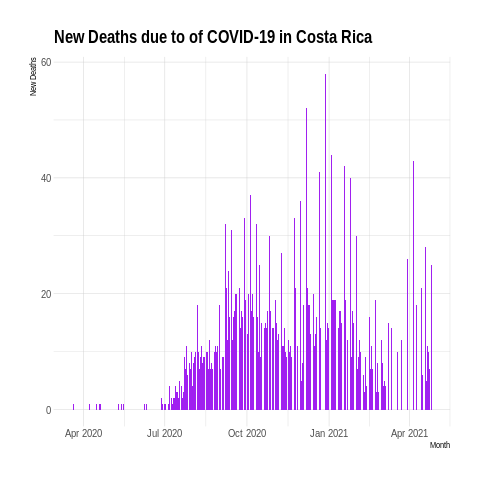 New Deaths due to of COVID-19 in Costa Rica
New Deaths
60
40
20
0
Apr 2020 Jul 2020 Oct 2020 Jan 2021 Apr 2021
Month